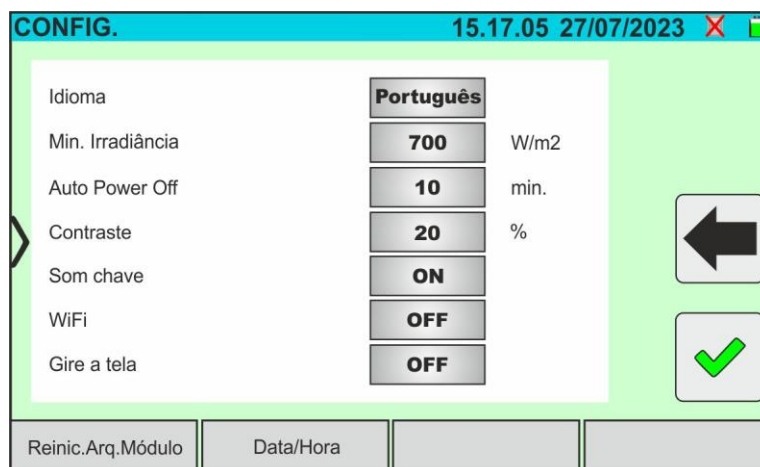 CONFIG. 15.17.05 27/07/2023
Idioma Português
Min. Irradiância 700 W/m2
Auto Power Off 10 min.
Contraste 20 %
Som chave ON
WiFi OFF
Gire a tela OFF
Reinic.Arq.Módulo Data/Hora